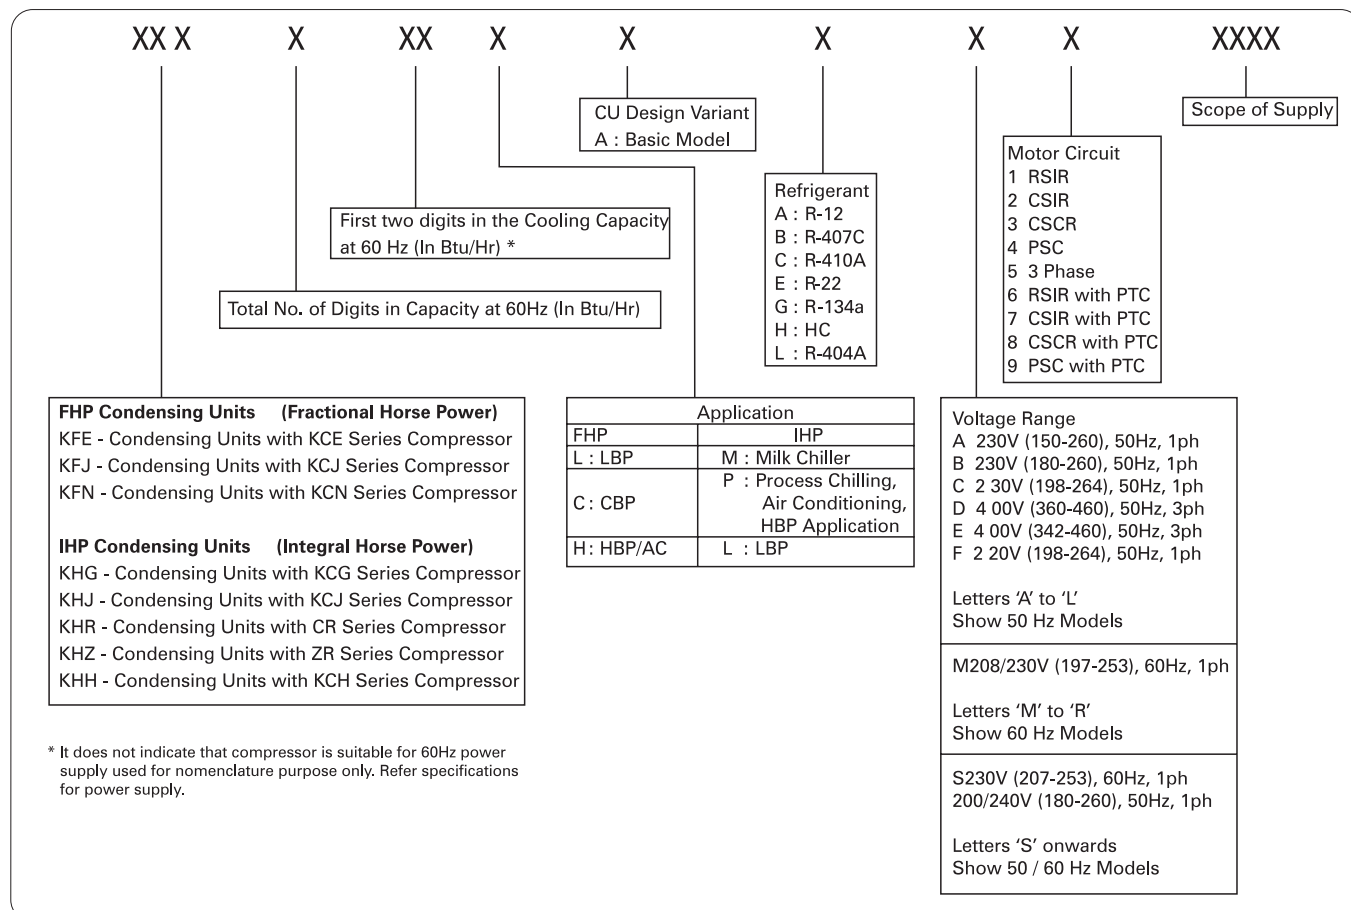 XX X X XX X X X X X XXXX
CU Design Variant
A : Basic Model
Scope of Supply
Motor Circuit
1 RSIR
2 CSIR
3 CSCR
4 PSC
5 3 Phase
6 RSIR with PTC
7 CSIR with PTC
8 CSCR with PTC
9 PSC with PTC
Refrigerant
A : R-12
B : R-407C
C : R-410A
E : R-22
G : R-134a
H : HC
L : R-404A
First two digits in the Cooling Capacity
at 60 Hz (In Btu/Hr) *
Total No. of Digits in Capacity at 60Hz (In Btu/Hr)
FHP Condensing Units (Fractional Horse Power)
KFE - Condensing Units with KCE Series Compressor
KFJ - Condensing Units with KCJ Series Compressor
KFN - Condensing Units with KCN Series Compressor
IHP Condensing Units (Integral Horse Power)
KHG - Condensing Units with KCG Series Compressor
KHJ - Condensing Units with KCJ Series Compressor
KHR - Condensing Units with CR Series Compressor
KHZ - Condensing Units with ZR Series Compressor
KHH - Condensing Units with KCH Series Compressor
Application
FHP IHP
L : LBP M : Milk Chiller
C : CBP P : Process Chilling,
Air Conditioning,
HBP Application
H : HBP/AC L : LBP
Voltage Range
A 230V (150-260), 50Hz, 1ph
B 230V (180-260), 50Hz, 1ph
C 2 30V (198-264), 50Hz, 1ph
D 4 00V (360-460), 50Hz, 3ph
E 4 00V (342-460), 50Hz, 3ph
F 2 20V (198-264), 50Hz, 1ph
Letters ‘A’ to ‘L’
Show 50 Hz Models
M208/230V (197-253), 60Hz, 1ph
Letters ‘M’ to ‘R’
Show 60 Hz Models
S230V (207-253), 60Hz, 1ph
200/240V (180-260), 50Hz, 1ph
Letters ‘S’ onwards
Show 50 / 60 Hz Models
* It does not indicate that compressor is suitable for 60Hz power
supply used for nomenclature purpose only. Refer specifications
for power supply.